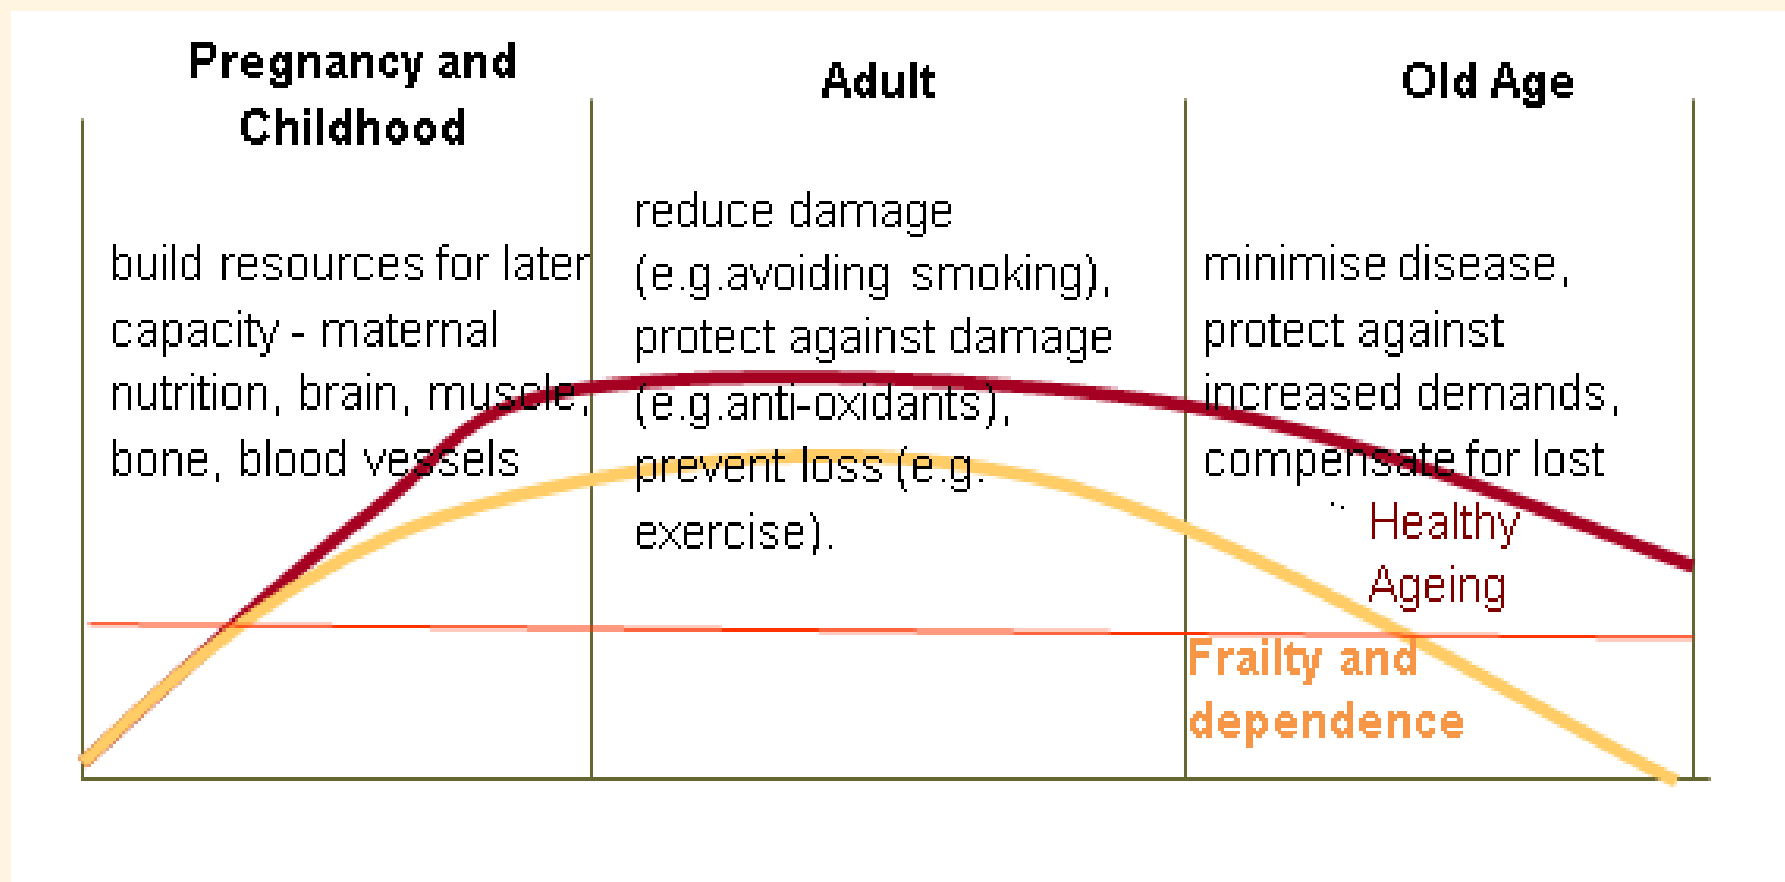 Pregnancy and
Childhood
Adult
Old Age
build resources for later
capacity - maternal
nutrition, brain, muscle,
bone, blood vessels
reduce damage
(e.g.avoiding smoking),
protect against damage
(e.g.anti-oxidants),
prevent loss (e.g.
exercise).
minimise disease,
protect against
increased demands,
compensate for lost
Healthy
Ageing
Frailty and
dependence